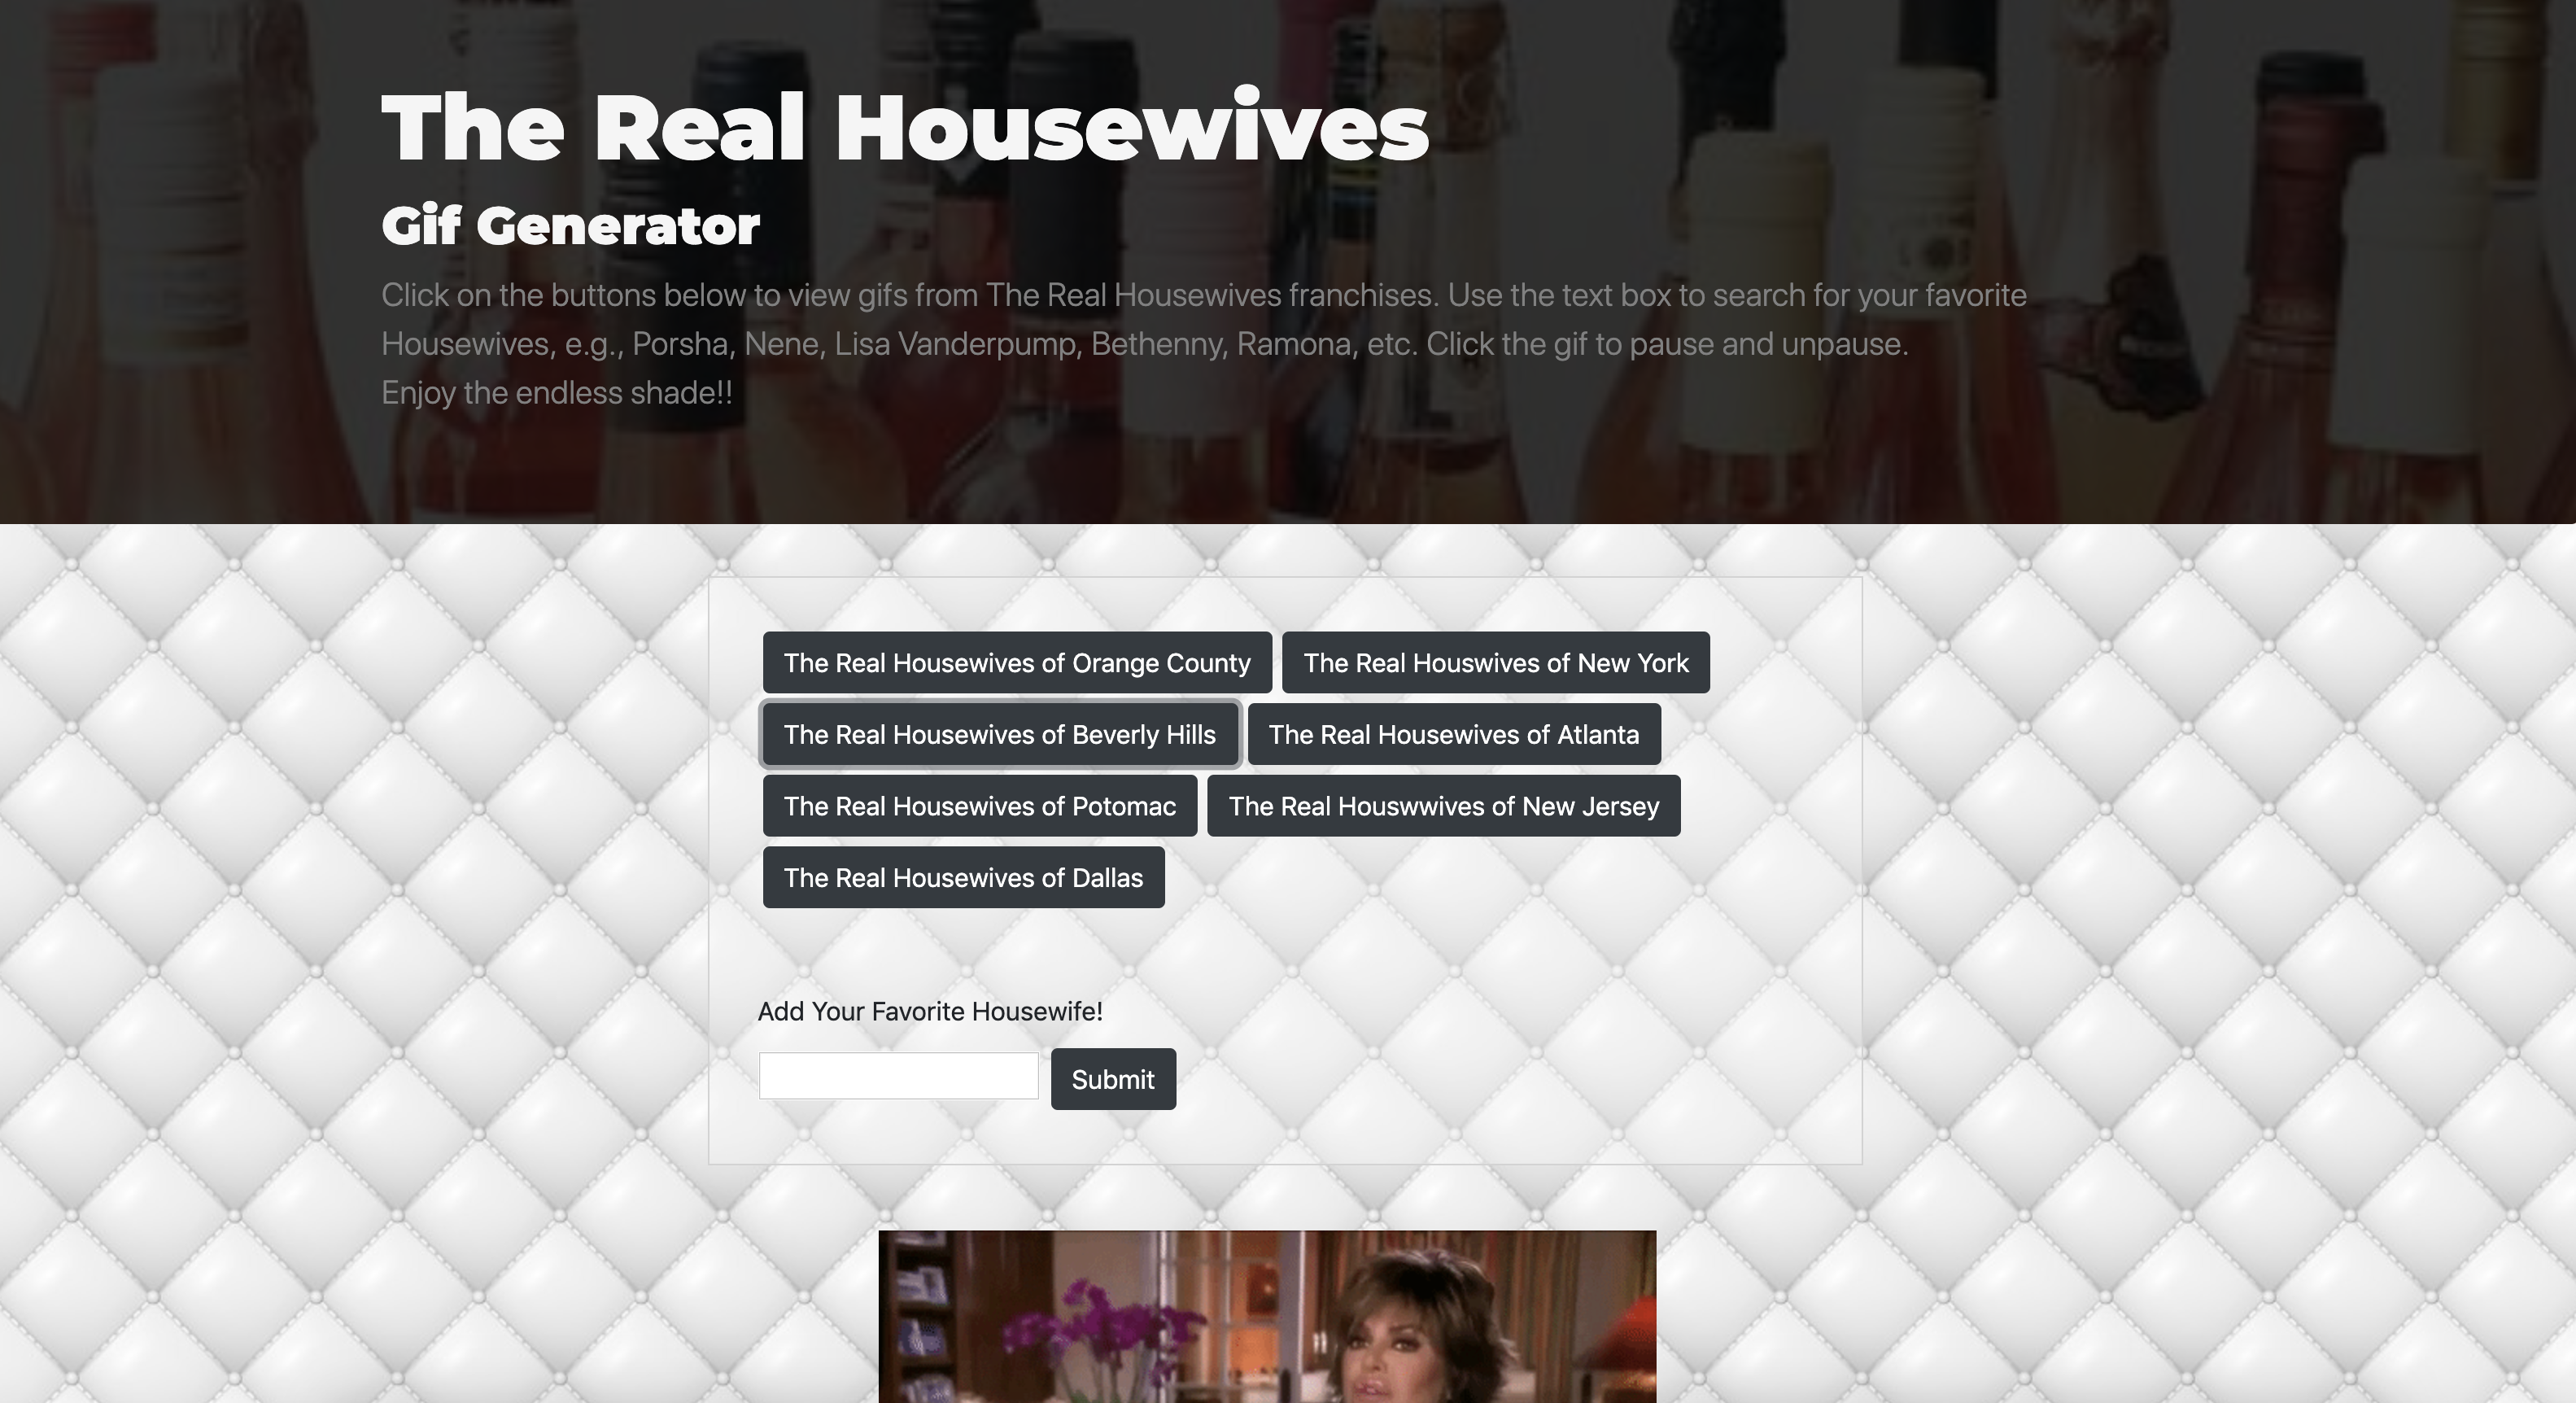 The Real Housewives
Gif Generator
Click on the buttons below to view gifs from The Real Housewives franchises. Use the text box to search for your favorite
Housewives, e.g., Porsha, Nene, Lisa Vanderpump, Bethenny, Ramona, etc. Click the gif to pause and unpause.
Enjoy the endless shade!!
The Real Housewives of Orange County The Real Houswives of New York
The Real Housewives of Beverly Hills The Real Housewives of Atlanta
The Real Housewives of Potomac The Real Houswwives of New Jersey
The Real Housewives of Dallas
Add Your Favorite Housewife!
Submit